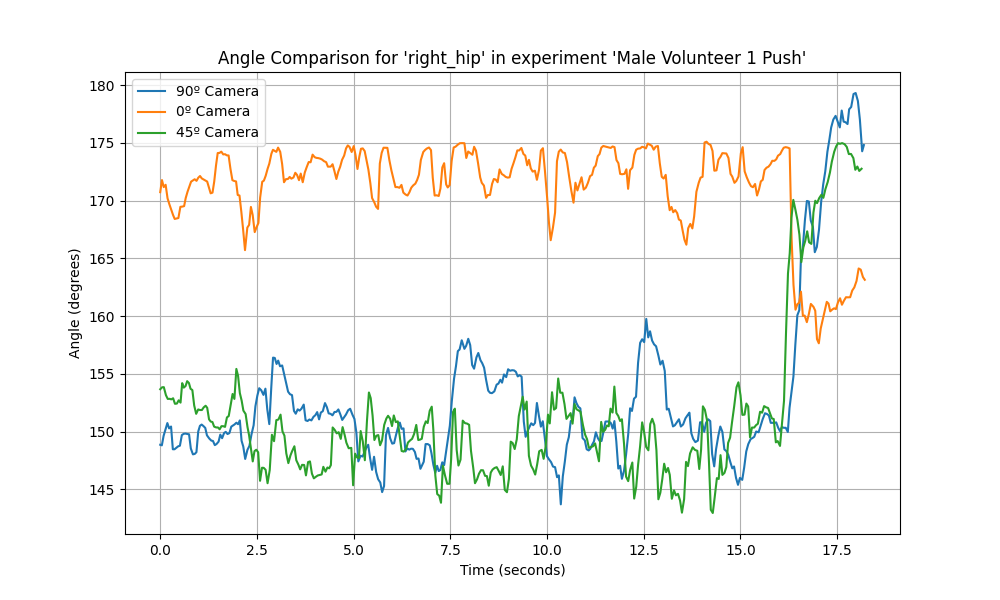 Angle Comparison for 'right_hip' in experiment 'Male Volunteer 1 Push'
90º Camera
0º Camera
45º Camera
Angle (degrees)
180
175
170
165
160
155
150
145
0.0 2.5 5.0 7.5 10.0 12.5 15.0 17.5
Time (seconds)